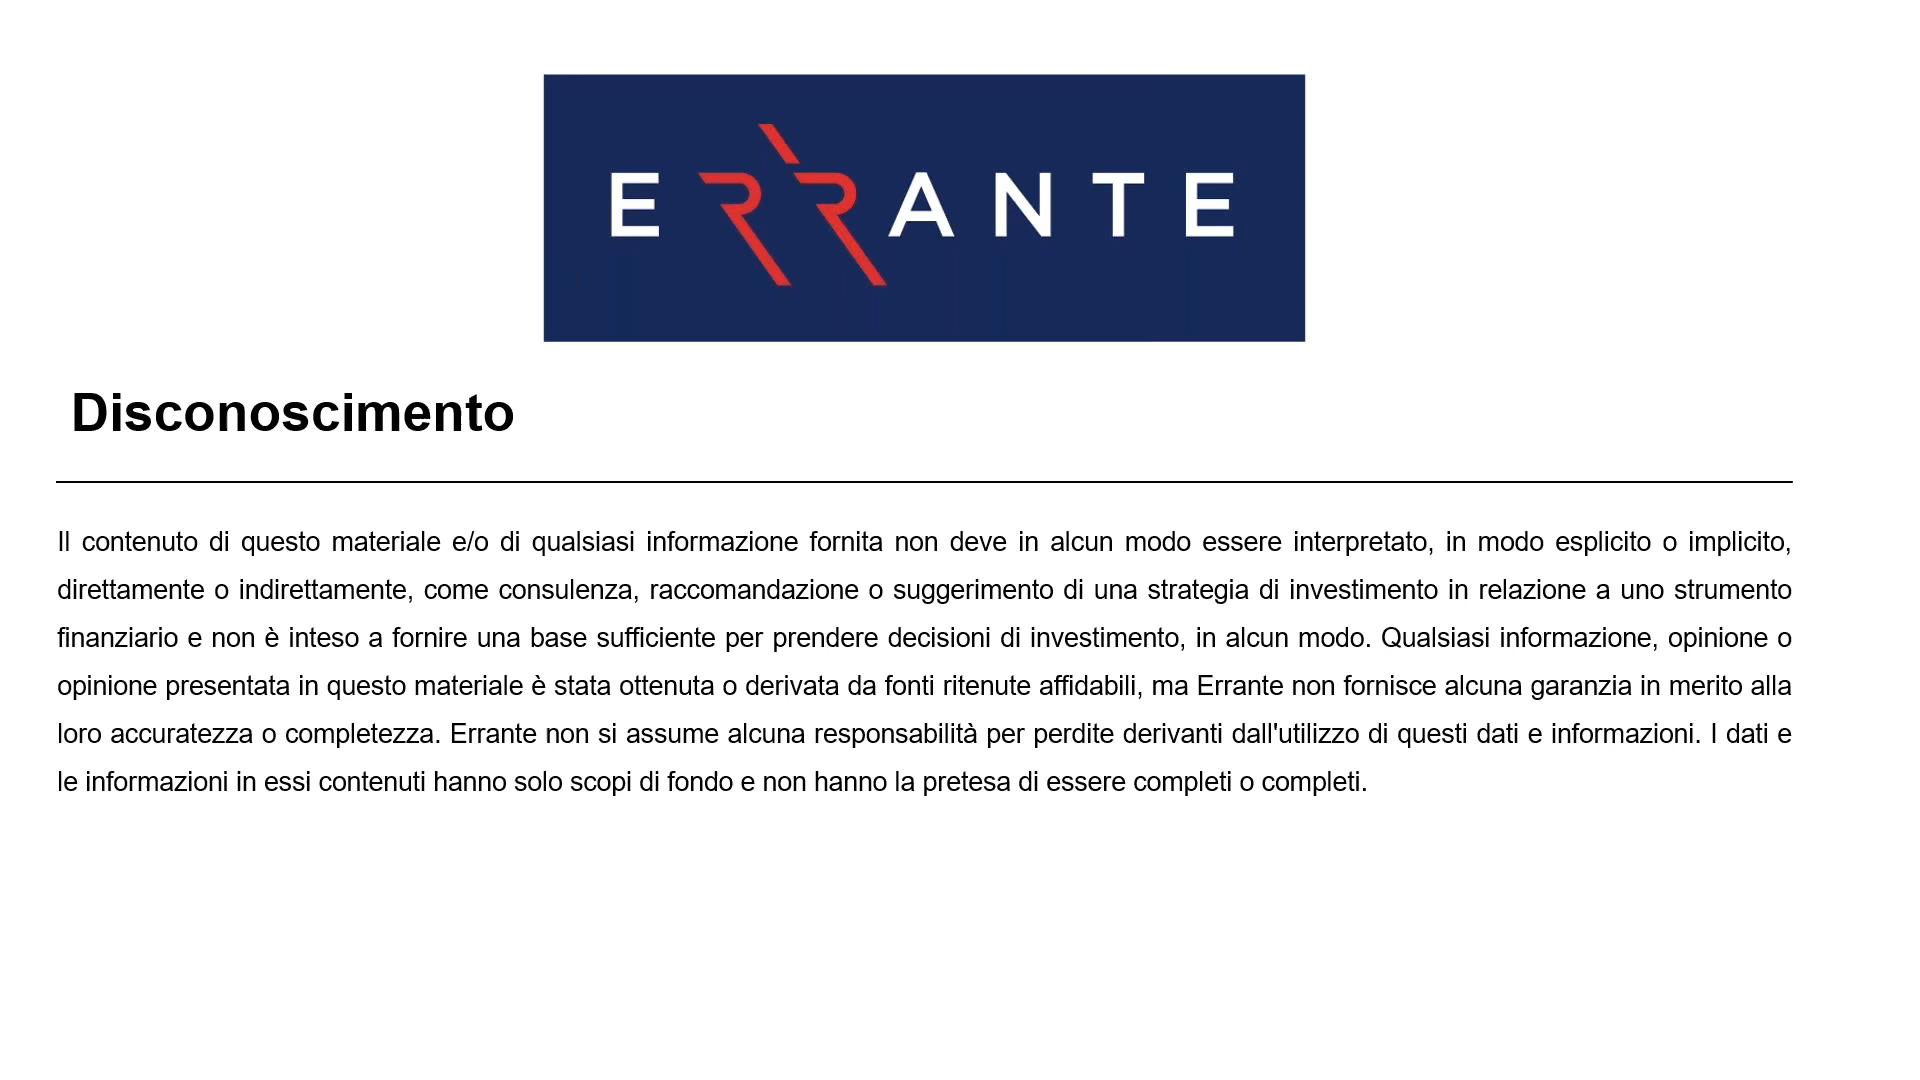 ERRANTE
Disconoscimento
Il contenuto di questo materiale e/o di qualsiasi informazione fornita non deve in alcun modo essere interpretato, in modo esplicito o implicito,
direttamente o indirettamente, come consulenza, raccomandazione o suggerimento di una strategia di investimento in relazione a uno strumento
finanziario e non è inteso a fornire una base sufficiente per prendere decisioni di investimento, in alcun modo. Qualsiasi informazione, opinione o
opinione presentata in questo materiale è stata ottenuta o derivata da fonti ritenute affidabili, ma Errante non fornisce alcuna garanzia in merito alla
loro accuratezza o completezza. Errante non si assume alcuna responsabilità per perdite derivanti dall'utilizzo di questi dati e informazioni. I dati e
le informazioni in essi contenuti hanno solo scopi di fondo e non hanno la pretesa di essere completi o completi.